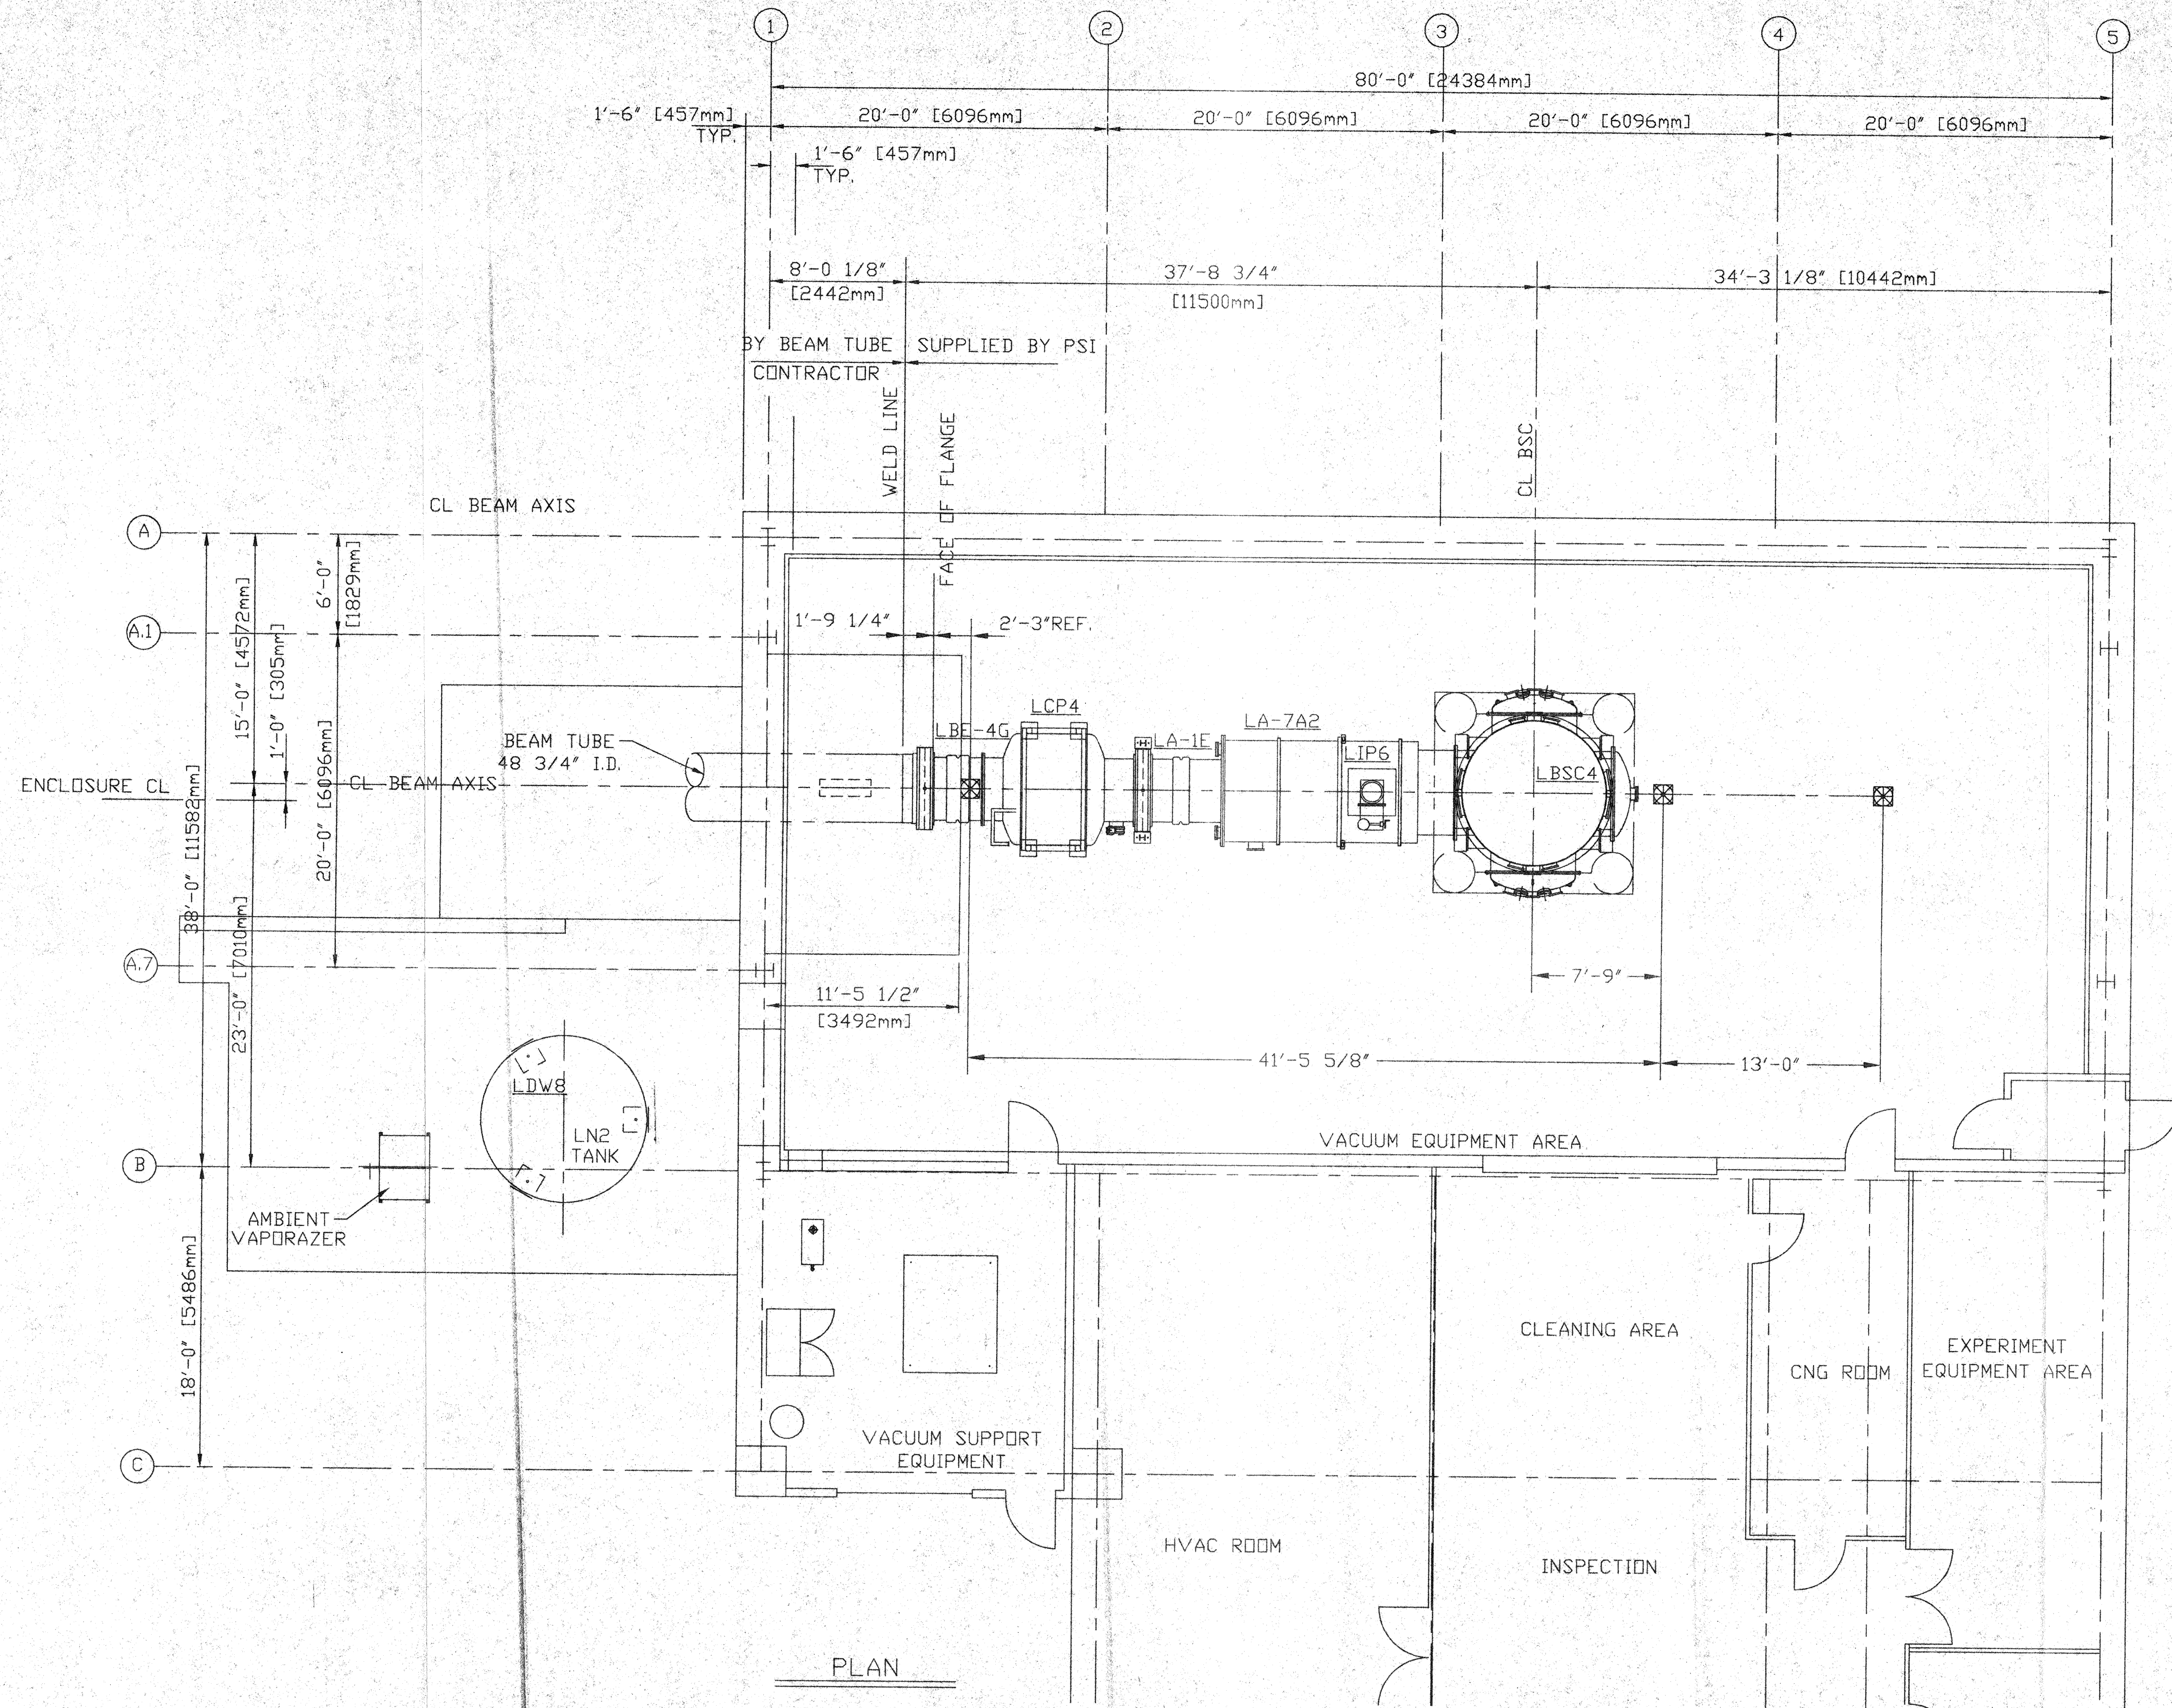 1
2
3
4
5
80'-0" [24384mm]
1'-6" [457mm]
TYP.
20'-0" [6096mm]
20'-0" [6096mm]
20'-0" [6096mm]
20'-0" [6096mm]
1'-6" [457mm]
TYP.
8'-0 1/8"
[2442mm]
37'-8 3/4"
[11500mm]
34'-3 1/8" [10442mm]
BY BEAM TUBE
CONTRACTOR
SUPPLIED BY PSI
WELD LINE
FACE OF FLANGE
CL BSC
CL BEAM AXIS
A
A.1
A.7
B
C
6'-0"
[1829mm]
15'-0" [4572mm]
1'-0" [305mm]
20'-0" [6096mm]
38'-0" [11582mm]
23'-0" [7010mm]
18'-0" [5486mm]
ENCLOSURE CL
CL BEAM AXIS
BEAM TUBE
48 3/4" I.D.
1'-9 1/4"
2'-3"REF.
LBE-4G
LCP4
LA-1E
LA-7A2
LIP6
LBSC4
H
H
7'-9"
11'-5 1/2"
[3492mm]
41'-5 5/8"
13'-0"
LDW8
LN2
TANK
AMBIENT
VAPORAZER
VACUUM EQUIPMENT AREA
VACUUM SUPPORT
EQUIPMENT
HVAC ROOM
CLEANING AREA
INSPECTION
CNG ROOM
EXPERIMENT
EQUIPMENT AREA
PLAN